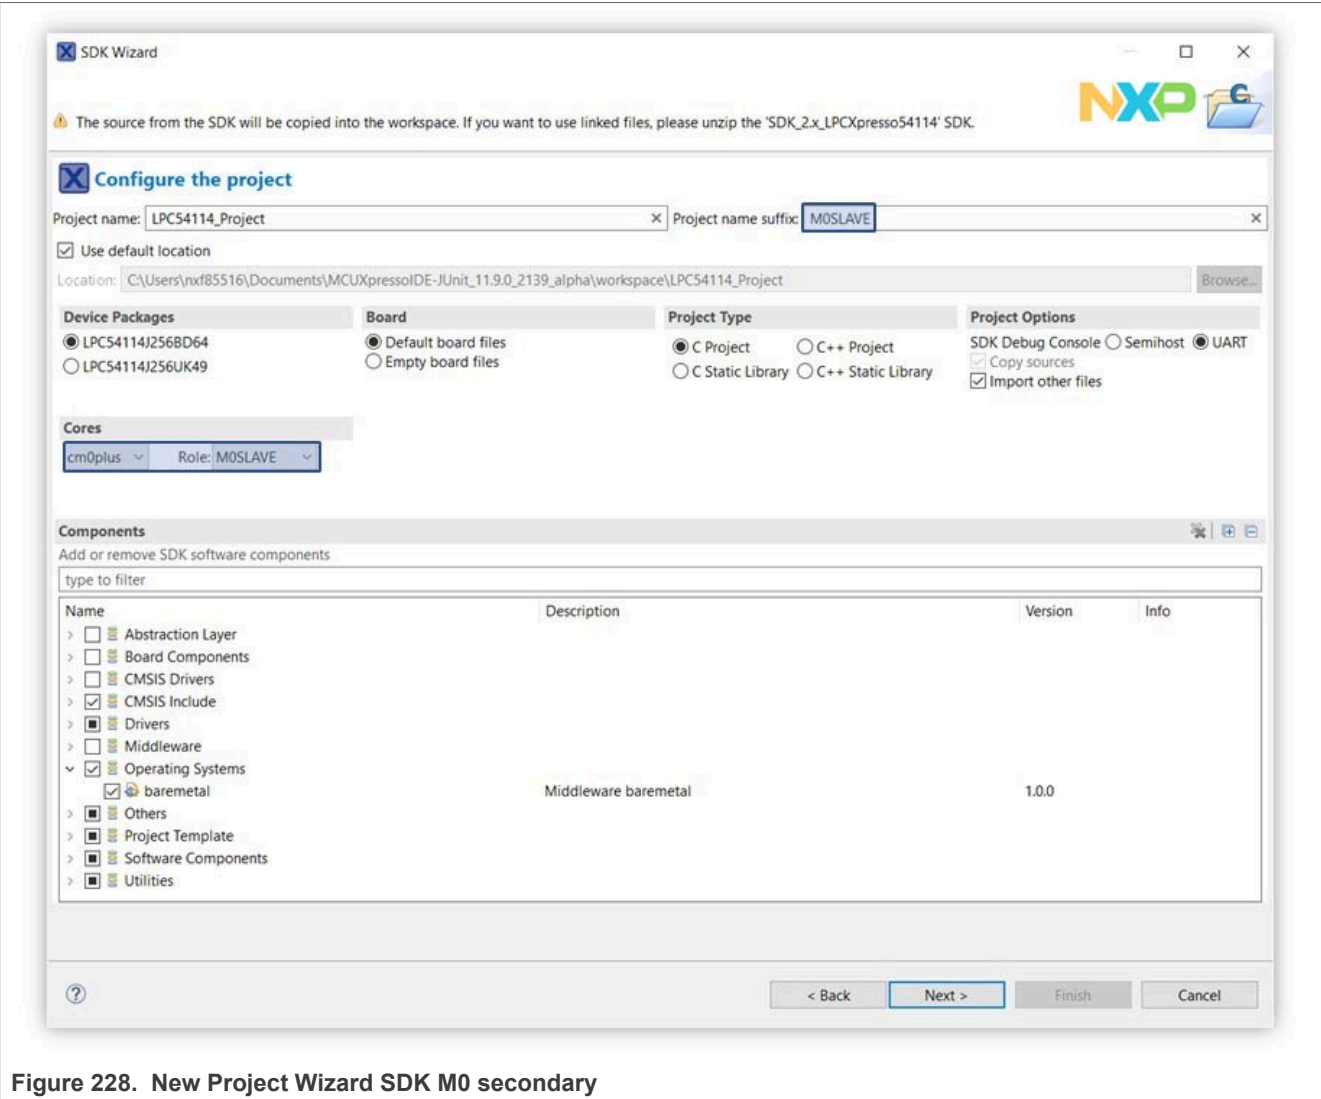 SDK Wizard
NXP
The source from the SDK will be copied into the workspace. If you want to use linked files, please unzip the 'SDK_2.x_LPCXpresso54114' SDK.
Configure the project
Project name: LPC54114_Project Project name suffix: M0SLAVE
Use default location
Location: C:\Users\nxf85516\Documents\MCUXpressoIDE-JUnit_11.9.0_2139_alpha\workspace\LPC54114_Project Browse...
Device Packages Board Project Type Project Options
LPC54114J256BD64 Default board files C Project C++ Project SDK Debug Console Semihost UART
LPC54114J256UK49 Empty board files C Static Library C++ Static Library Copy sources
Import other files
Cores
cm0plus Role: M0SLAVE
Components
Add or remove SDK software components
type to filter
Name Description Version Info
Abstraction Layer
Board Components
CMSIS Drivers
CMSIS Include
Drivers
Middleware
Operating Systems
baremetal Middleware baremetal 1.0.0
Others
Project Template
Software Components
Utilities
? < Back Next > Finish Cancel
Figure 228. New Project Wizard SDK M0 secondary